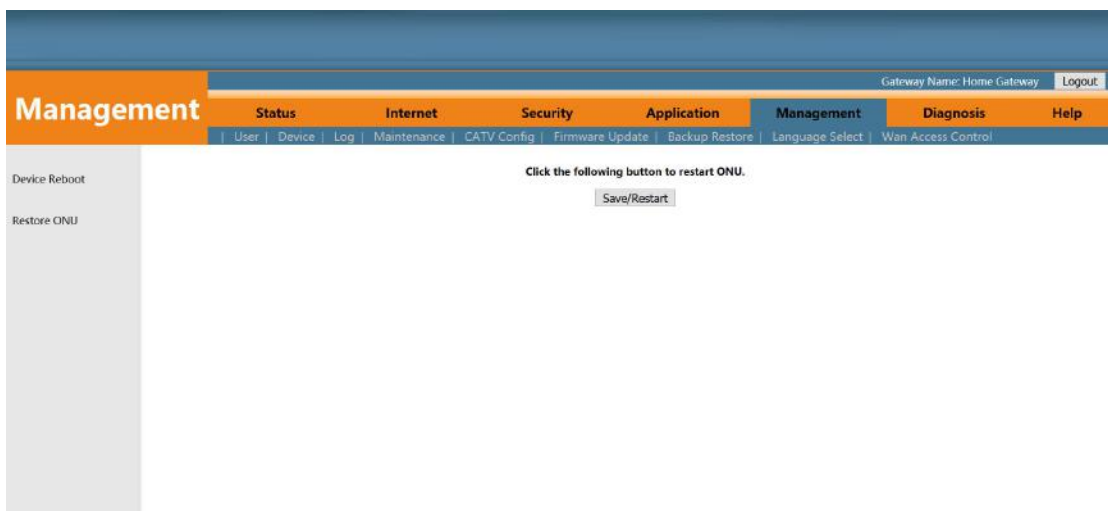 Gateway Name: Home Gateway Logout
Management
Status Internet Security Application Management Diagnosis Help
| User | Device | Log | Maintenance | CATV Config | Firmware Update | Backup Restore | Language Select | Wan Access Control
Device Reboot
Restore ONU
Click the following button to restart ONU.
Save/Restart